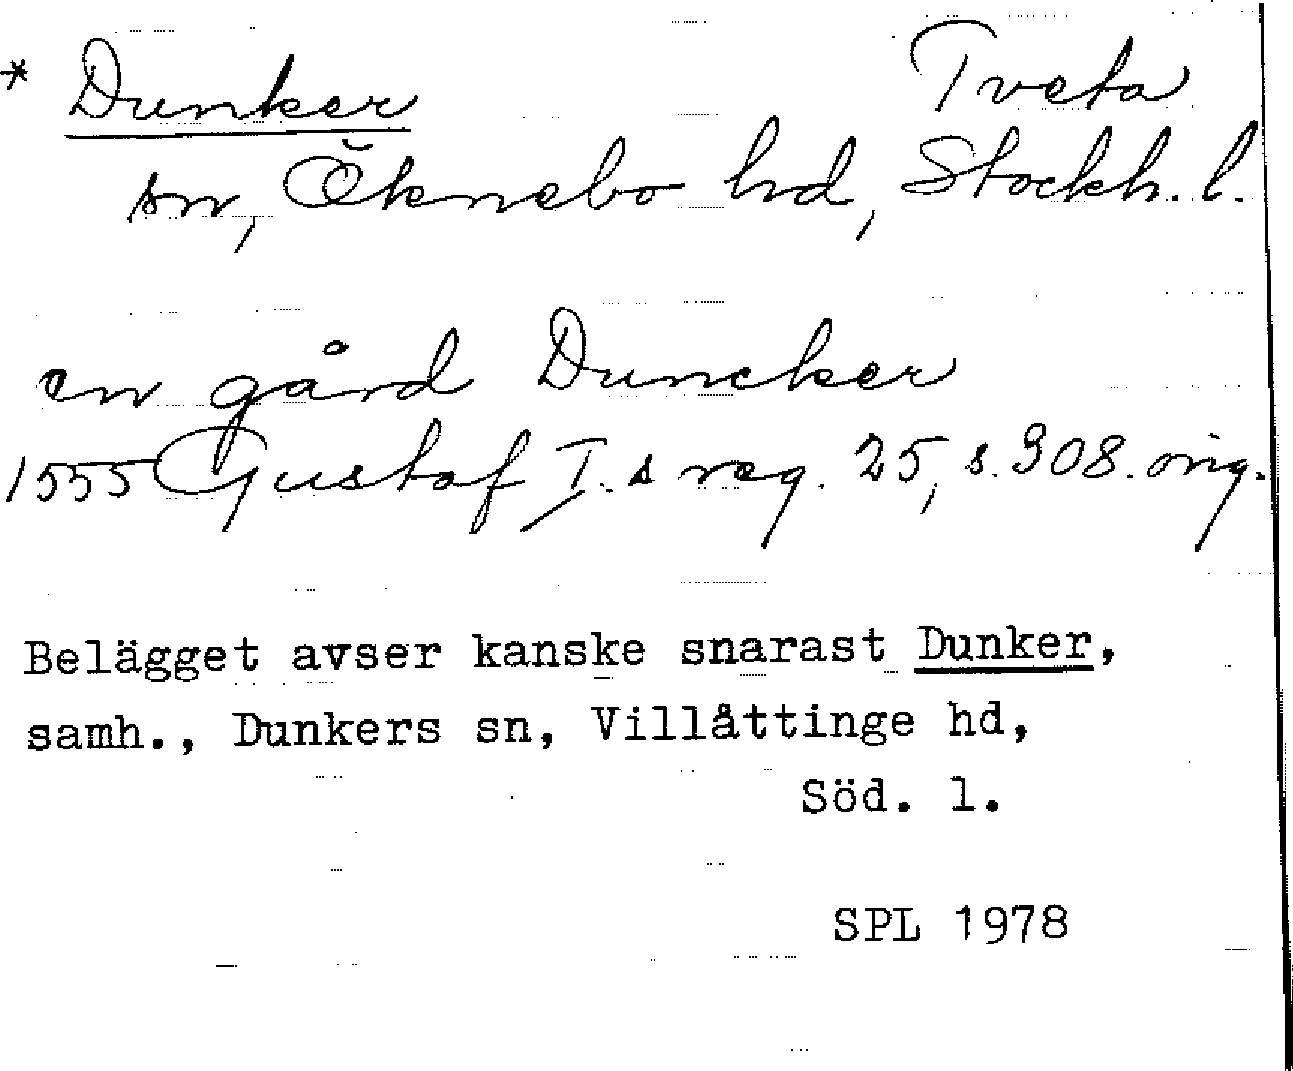 * Dunker Tveta
sn, Öknebo hd, Stockh. l.
en gård Duncker
1555 Gustaf I.s reg. 25, s. 308. orig.
Belägget avser kanske snarast Dunker,
samh., Dunkers sn, Villåttinge hd,
Söd. l.
SPL 1978